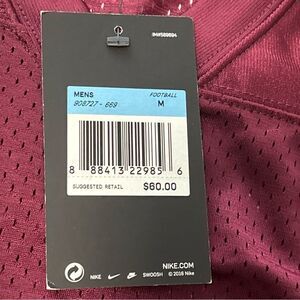 MENS FOOTBALL
908727 - 669 M
8 88413 22985 6
SUGGESTED RETAIL $60.00
NIKE.COM
NIKE SWOOSH © 2016 Nike